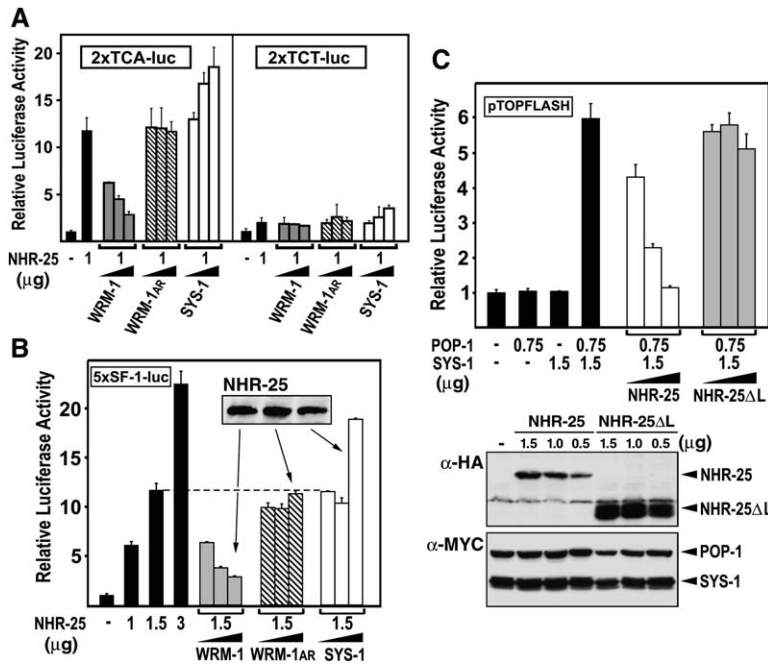 A
2xTCA-luc
2xTCT-luc
Relative Luciferase Activity
20
15
10
5
NHR-25
(µg)
- 1 1 1 1 - 1 1 1 1
WRM-1
WRM-1AR
SYS-1
WRM-1
WRM-1AR
SYS-1
B
5xSF-1-luc
NHR-25
Relative Luciferase Activity
20
15
10
5
NHR-25 - 1 1.5 3 1.5 1.5 1.5
(µg)
WRM-1 WRM-1AR SYS-1
C
pTOPFLASH
Relative Luciferase Activity
6
5
4
3
2
1
POP-1 - 0.75 - 0.75 0.75 0.75
SYS-1 - - 1.5 1.5 1.5 1.5
(µg)
NHR-25 NHR-25ΔL
NHR-25 NHR-25ΔL
- 1.5 1.0 0.5 1.5 1.0 0.5 (µg)
α-HA
NHR-25
NHR-25ΔL
α-MYC
POP-1
SYS-1